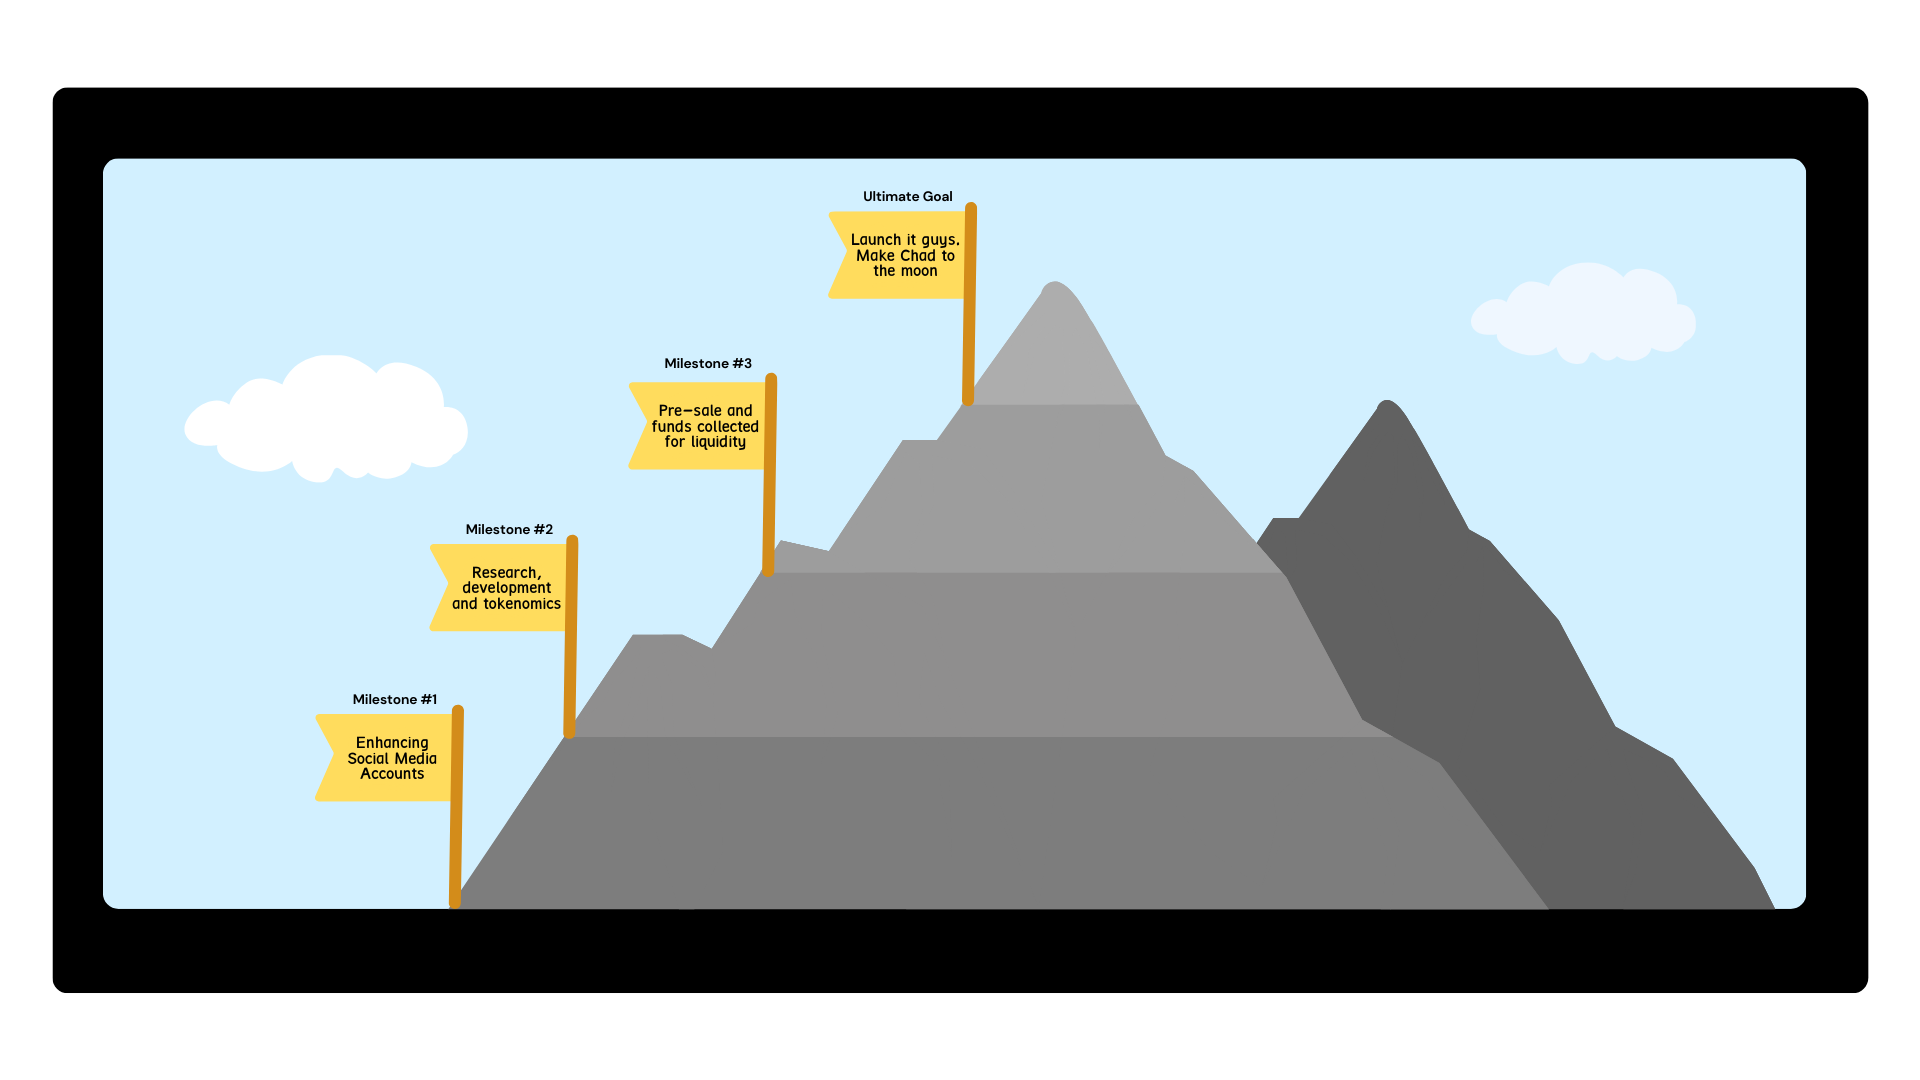 Ultimate Goal
Launch it guys.
Make Chad to
the moon
Milestone #3
Pre-sale and
funds collected
for liquidity
Milestone #2
Research,
development
and tokenomics
Milestone #1
Enhancing
Social Media
Accounts